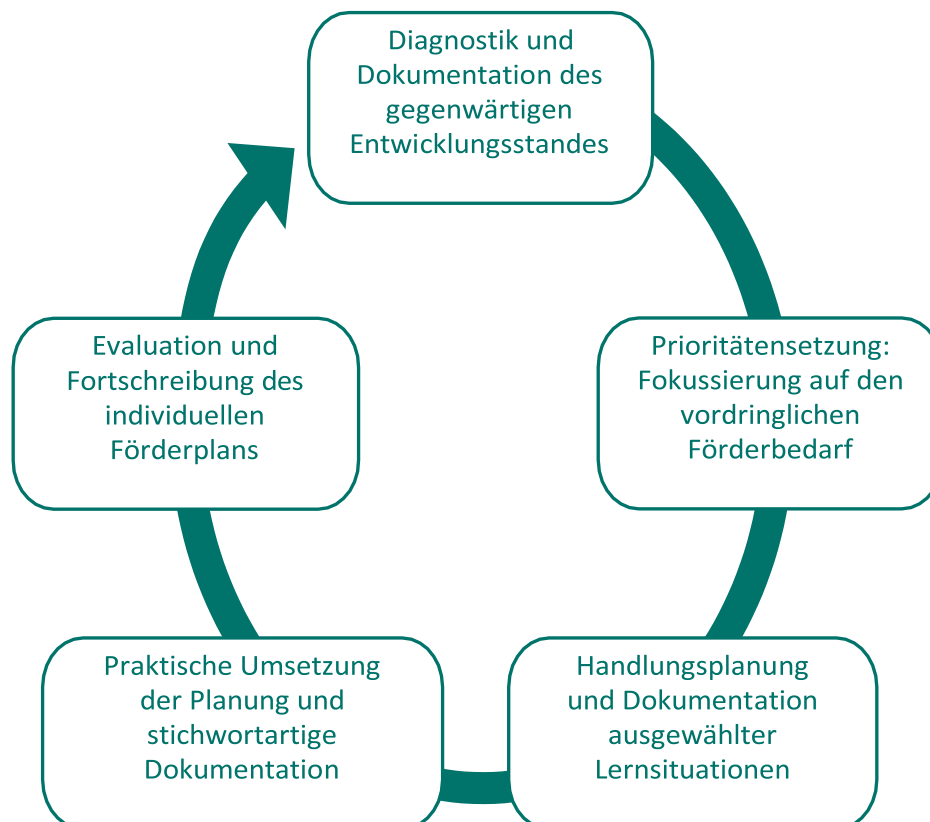 Diagnostik und
Dokumentation des
gegenwärtigen
Entwicklungsstandes
Prioritätensetzung:
Fokussierung auf den
vordringlichen
Förderbedarf
Handlungsplanung
und Dokumentation
ausgewählter
Lernsituationen
Praktische Umsetzung
der Planung und
stichwortartige
Dokumentation
Evaluation und
Fortschreibung des
individuellen
Förderplans